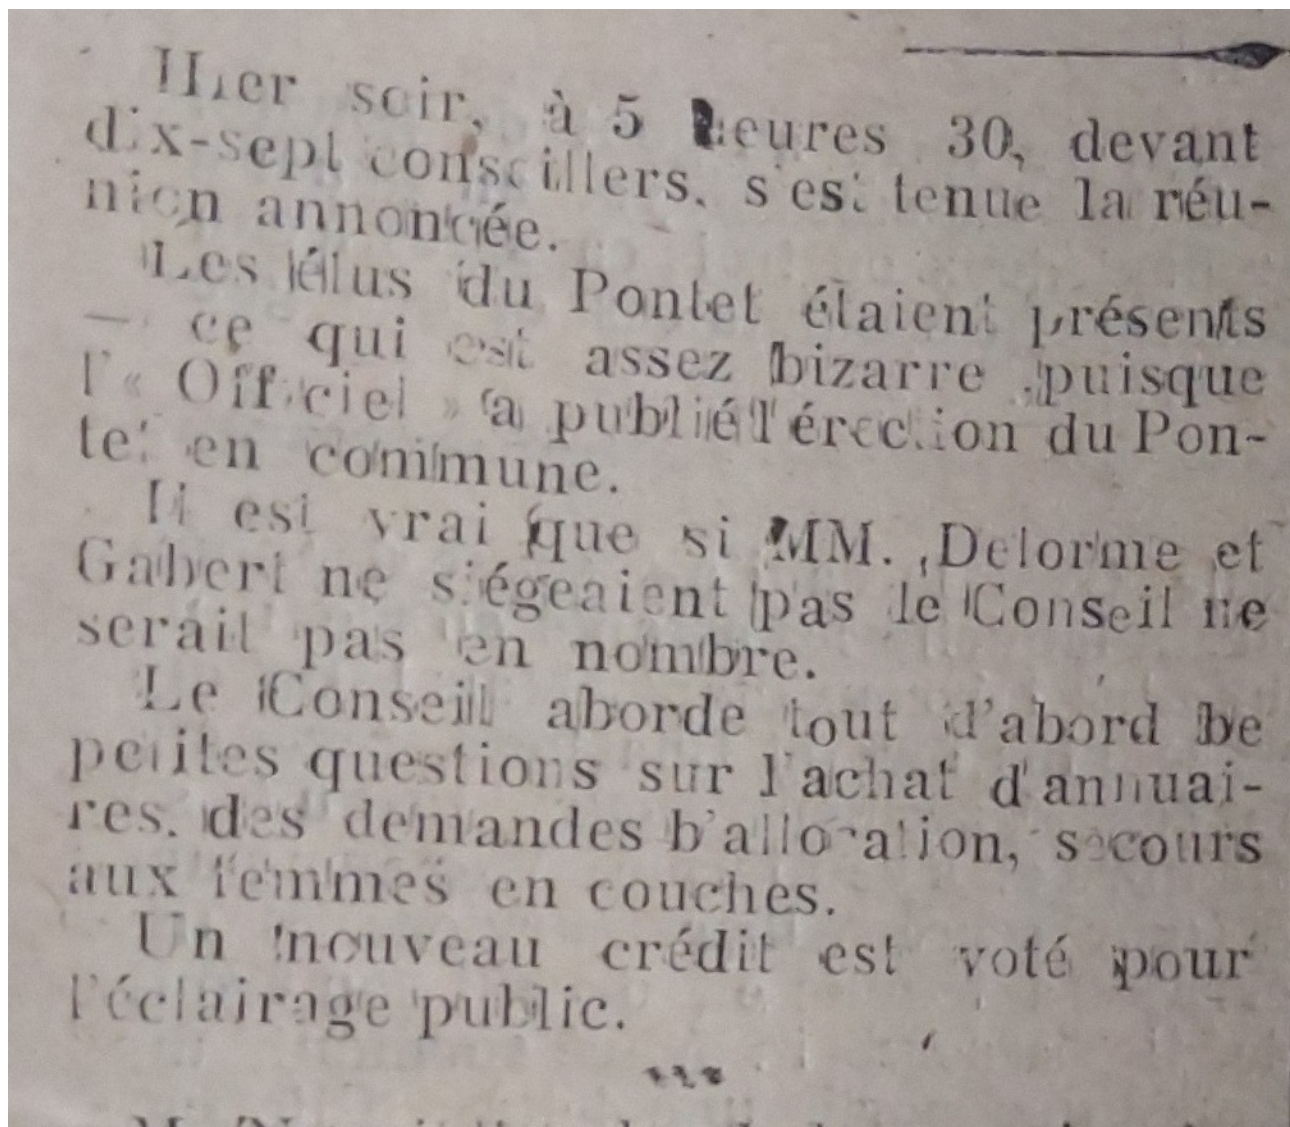 Hier soir, à 5 heures 30, devant
dix-sept conseillers, s'est tenue la réu-
nion annoncée.
Les élus du Pontet étaient présents
— ce qui est assez bizarre puisque
l'« Officiel » a publié l'érection du Pon-
tet en commune.
Il est vrai que si MM. Delorme et
Gabert ne siégeaient pas le Conseil ne
serait pas en nombre.
Le Conseil aborde tout d'abord be
petites questions sur l'achat d'annuai-
res, des demandes b'allocation, secours
aux femmes en couches.
Un nouveau crédit est voté pour
l'éclairage public.